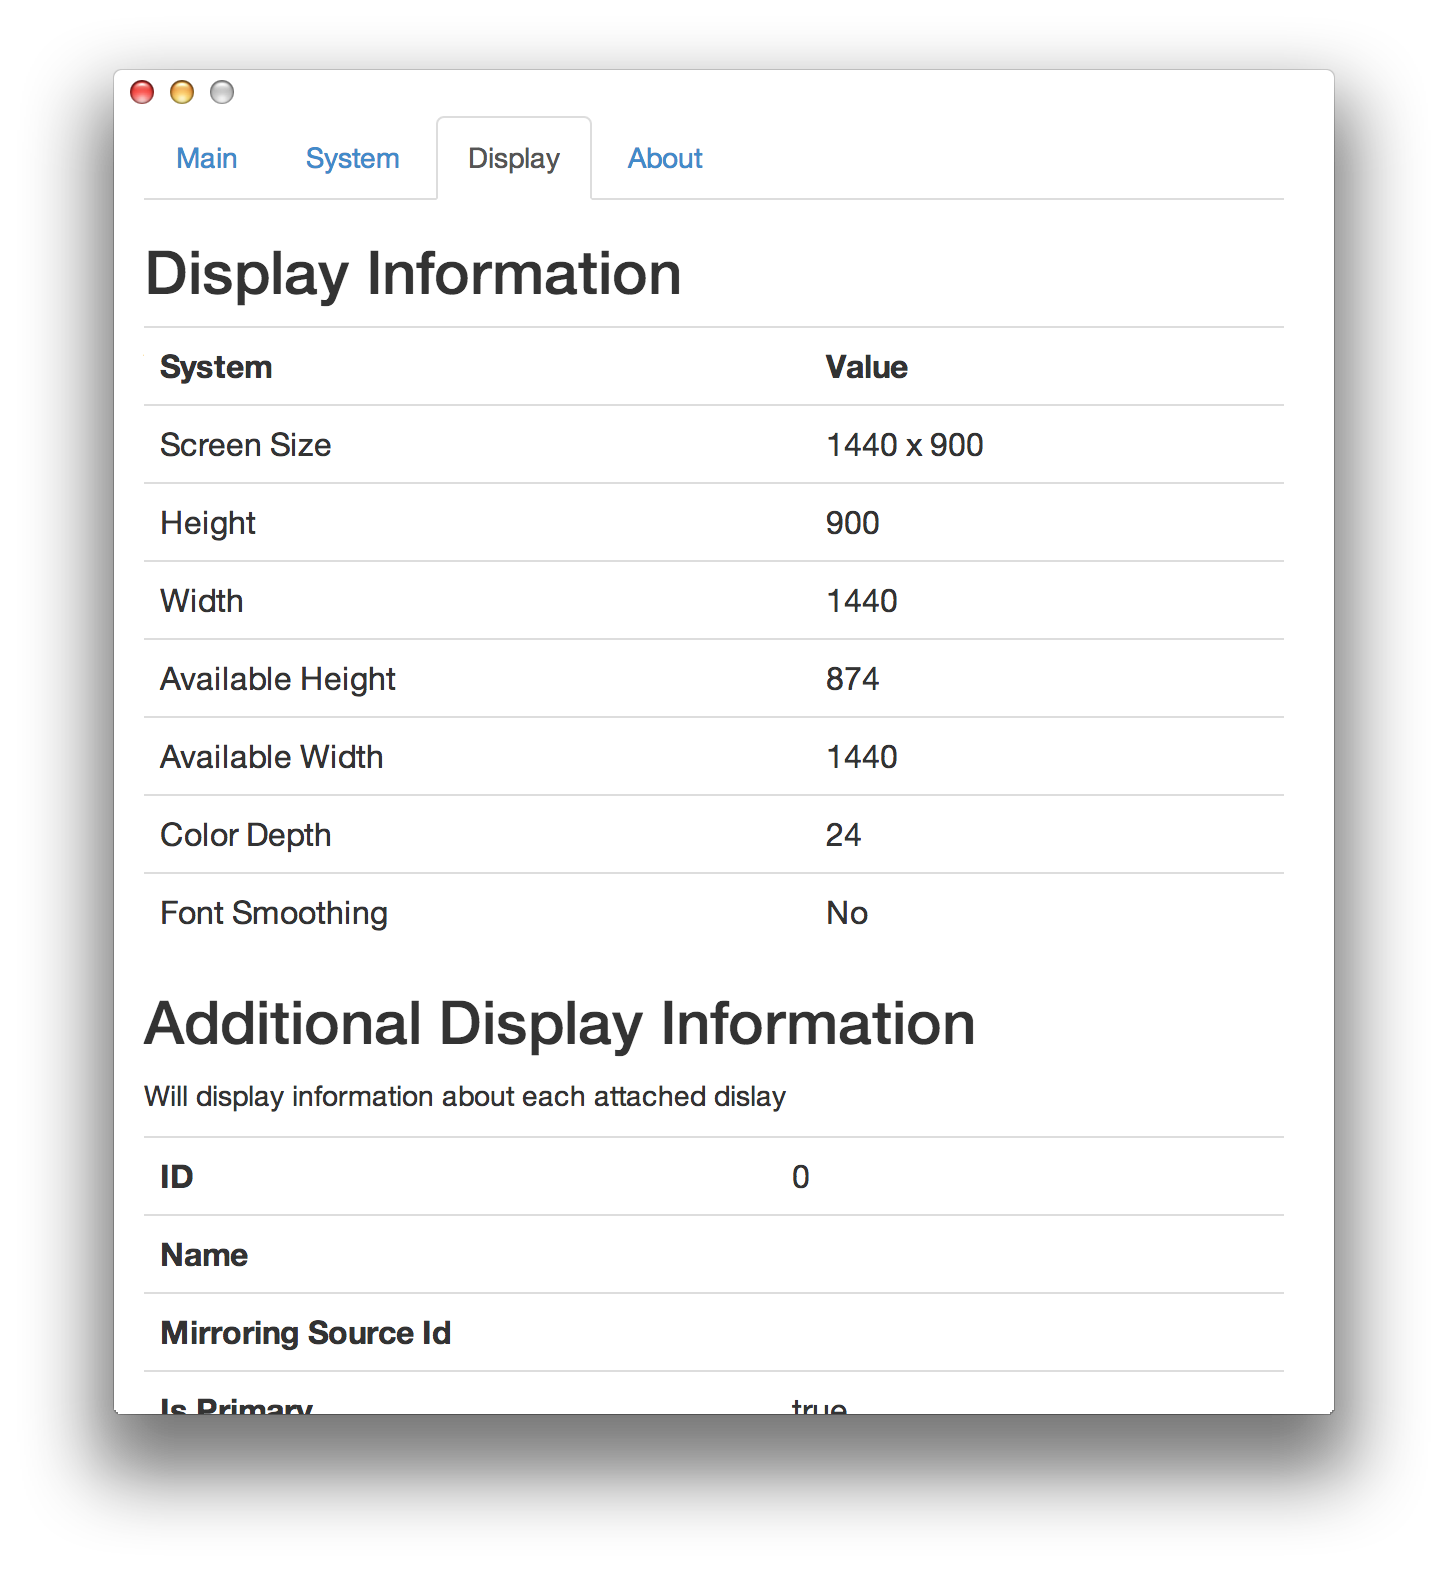 Main System Display About
Display Information
System Value
Screen Size 1440 x 900
Height 900
Width 1440
Available Height 874
Available Width 1440
Color Depth 24
Font Smoothing No
Additional Display Information
Will display information about each attached dislay
ID 0
Name
Mirroring Source Id
Is Primary true